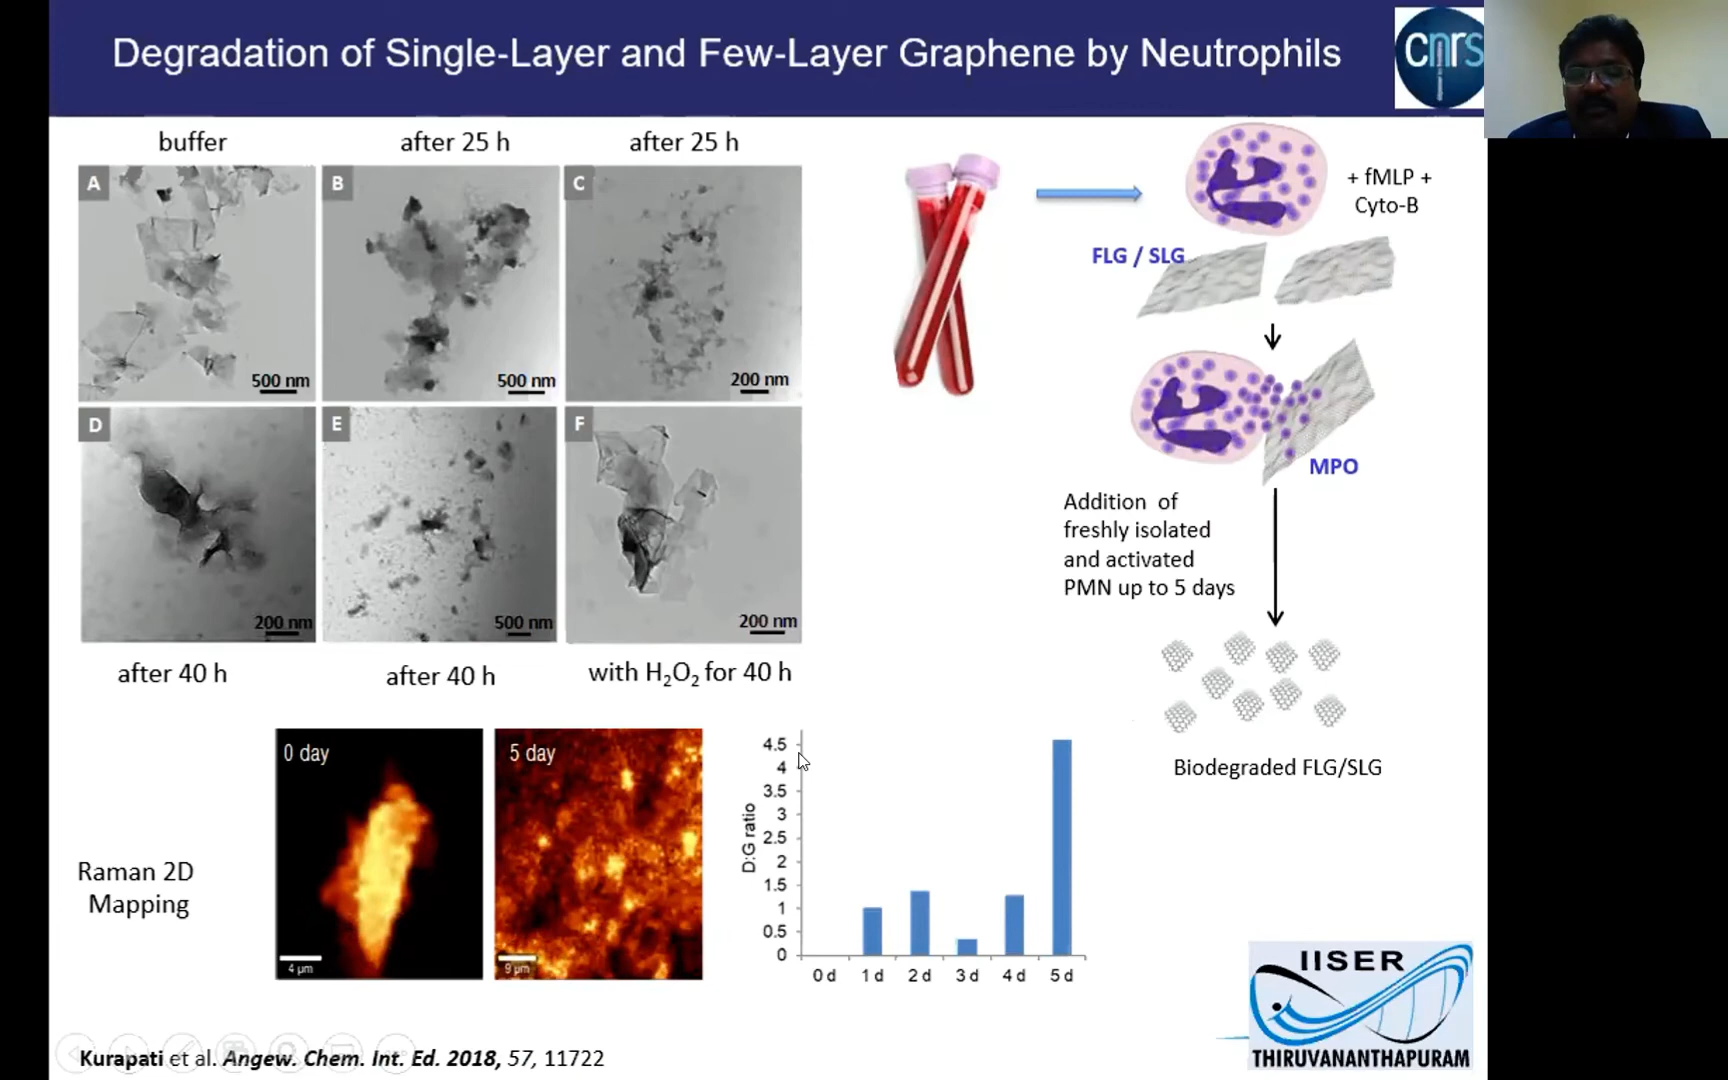 Degradation of Single-Layer and Few-Layer Graphene by Neutrophils
cnrs
buffer
after 25 h
after 25 h
A
B
C
500 nm
500 nm
200 nm
D
E
F
200 nm
500 nm
200 nm
after 40 h
after 40 h
with H₂O₂ for 40 h
+ fMLP +
Cyto-B
FLG / SLG
MPO
Addition of
freshly isolated
and activated
PMN up to 5 days
Biodegraded FLG/SLG
Raman 2D
Mapping
0 day
4 µm
5 day
9 µm
D:G ratio
4.5
4
3.5
3
2.5
2
1.5
1
0.5
0
0 d
1 d
2 d
3 d
4 d
5 d
IISER
THIRUVANANTHAPURAM
Kurapati et al. Angew. Chem. Int. Ed. 2018, 57, 11722